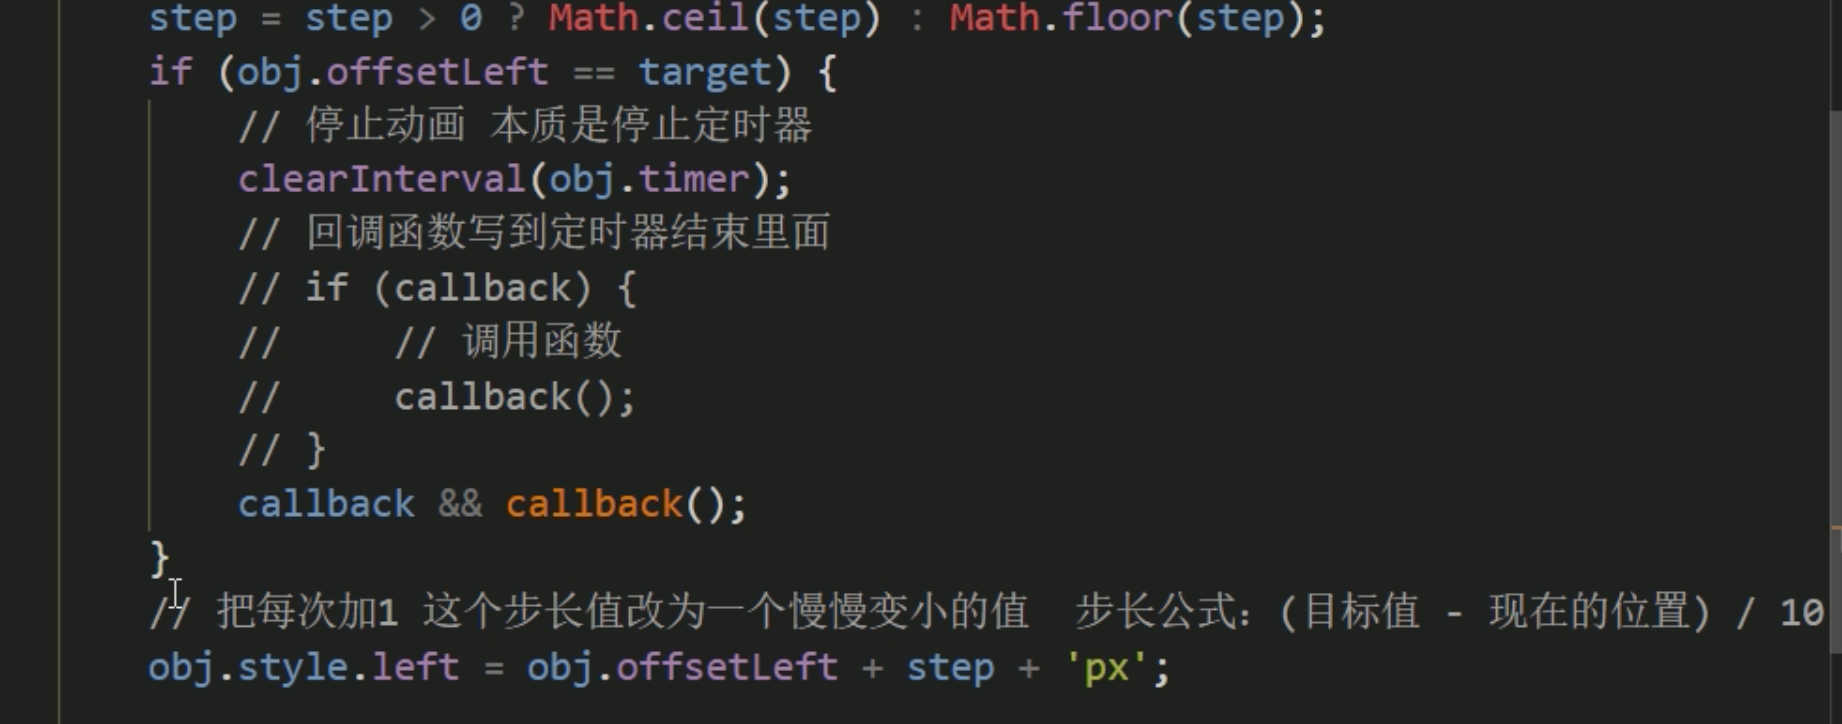 step = step > 0 ? Math.ceil(step) : Math.floor(step);
if (obj.offsetLeft == target) {
// 停止动画 本质是停止定时器
clearInterval(obj.timer);
// 回调函数写到定时器结束里面
// if (callback) {
//     // 调用函数
//     callback();
// }
callback && callback();
}
// 把每次加1 这个步长值改为一个慢慢变小的值  步长公式：(目标值 - 现在的位置) / 10
obj.style.left = obj.offsetLeft + step + 'px';